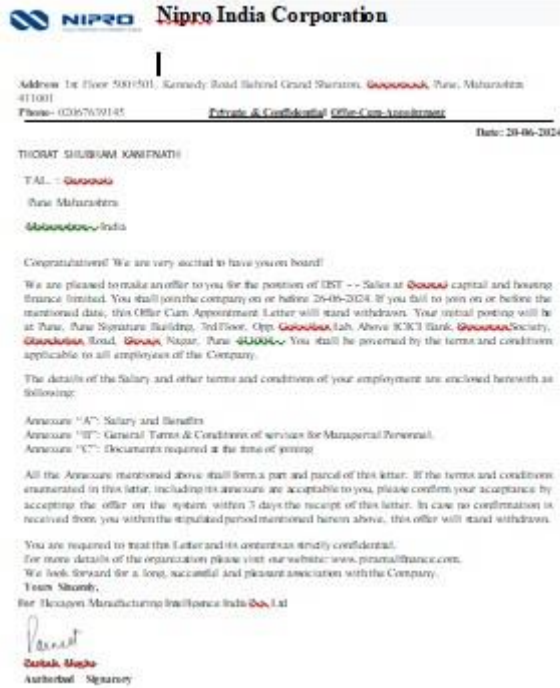 NIPRO Nipro India Corporation
Address 1st Floor 500+501, Kennedy Road Behind Grand Sheraton, Pune, Maharashtra
411001
Phone- 02067639145 Private & Confidential Offer-Cum-Appointment
Date: 20-06-2024
THORAT SHUBHAM KANIFNATH
TAL. :
Pune Maharashtra
India
Congratulations! We are very excited to have you on board!
We are pleased to make an offer to you for the position of DST -- Sales at capital and housing
finance limited. You shall join the company on or before 26-06-2024. If you fail to join on or before the
mentioned date, this Offer Cum Appointment Letter will stand withdrawn. Your initial posting will be
at Pune, Pune Signature Building, 3rd Floor, Opp. Lab, Above ICICI Bank, Society,
Road, Nagar, Pune You shall be governed by the terms and conditions
applicable to all employees of the Company.
The details of the Salary and other terms and conditions of your employment are enclosed herewith as
following:
Annexure "A": Salary and Benefits
Annexure "B": General Terms & Conditions of services for Managerial Personnel.
Annexure "C": Documents required at the time of joining
All the Annexure mentioned above shall form a part and parcel of this letter. If the terms and conditions
enumerated in this letter, including its annexure are acceptable to you, please confirm your acceptance by
accepting the offer on the system within 3 days the receipt of this letter. In case no confirmation is
received from you within the stipulated period mentioned herein above, this offer will stand withdrawn.
You are required to treat this Letter and its contents as strictly confidential.
For more details of the organization please visit our website: www.piramalfinance.com.
We look forward for a long, successful and pleasant association with the Company.
Yours
For Hexagon Manufacturing Intelligence India Ltd
Authorized Signatory